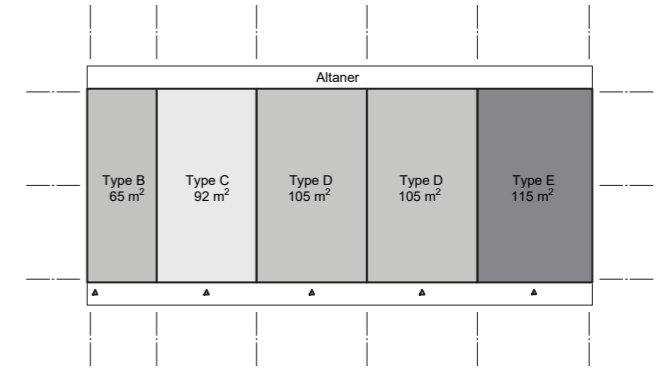 Altaner
Type B
65 m²
Type C
92 m²
Type D
105 m²
Type D
105 m²
Type E
115 m²